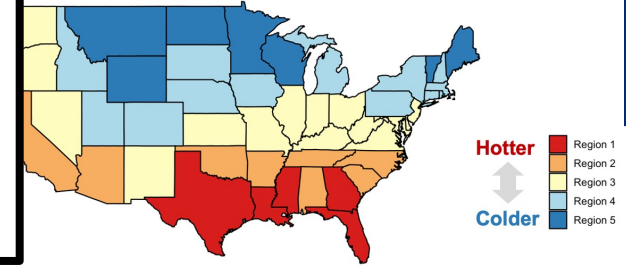 Hotter
Colder
Region 1
Region 2
Region 3
Region 4
Region 5